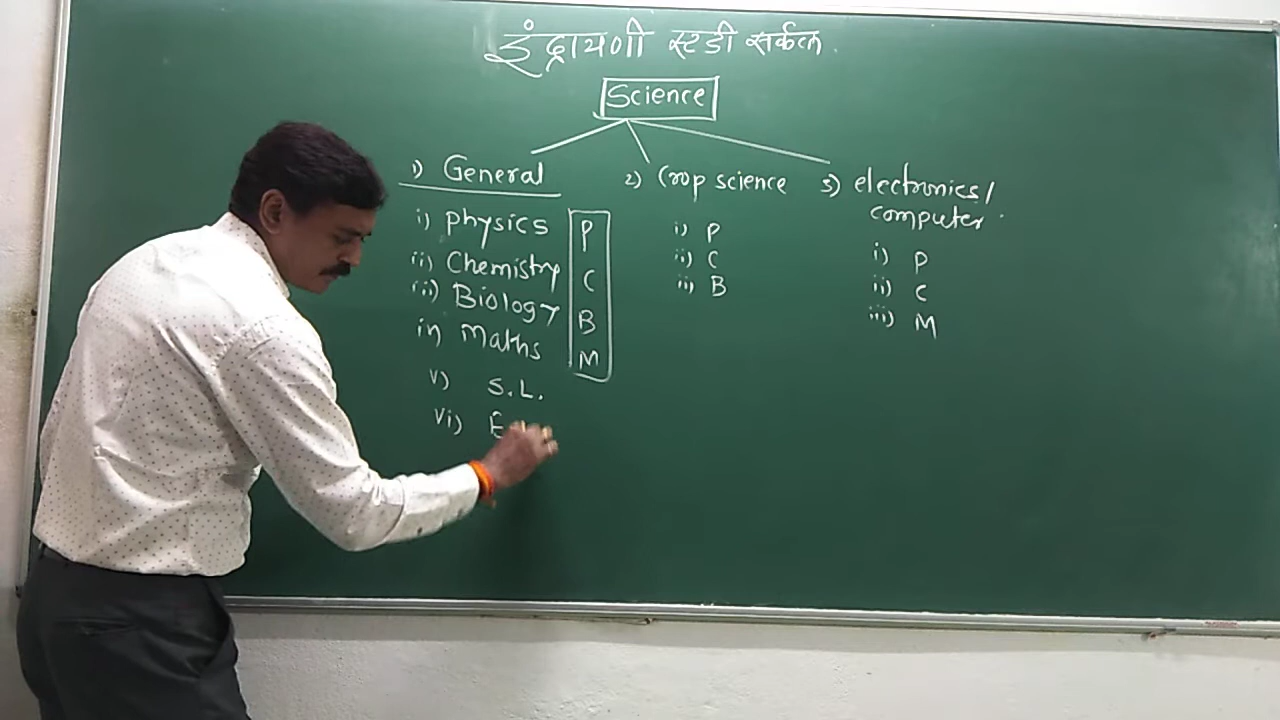 इंद्रायणी स्टडी सर्कल.
Science
1) General
i) physics
ii) Chemistry
iii) Biology
iv) Maths
v) S.L.
vi) E
P
C
B
M
2) Crop science
i) P
ii) C
iii) B
3) electronics/
computer.
i) P
ii) C
iii) M